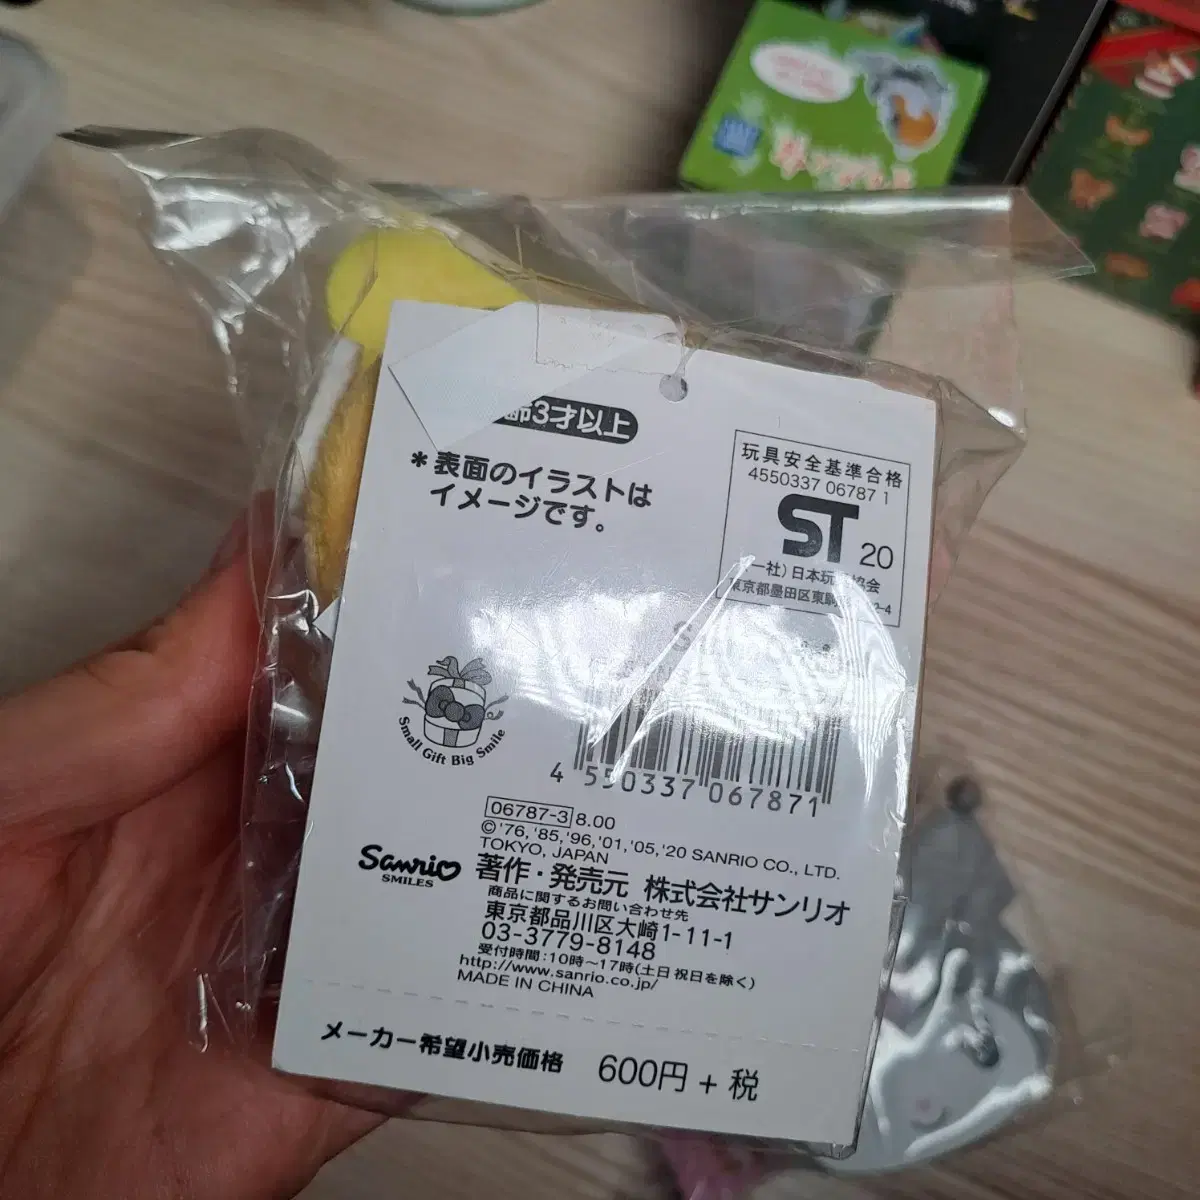 齢3才以上
*表面のイラストは
イメージです。
玩具安全基準合格
4550337 06787 1
ST 20
日本玩
協会
東京都墨田区東駒
2-4
Small Gift Big Smile
4 550337 067871
06787-3 8.00
©'76,'85,'96,'01,'05,'20 SANRIO CO., LTD.
TOKYO, JAPAN
Sanrio
SMILES
著作・発売元 株式会社サンリオ
商品に関するお問い合わせ先
東京都品川区大崎1-11-1
03-3779-8148
受付時間:10時~17時(土日祝日を除く)
http://www.sanrio.co.jp/
MADE IN CHINA
メーカー希望小売価格 600円 + 税